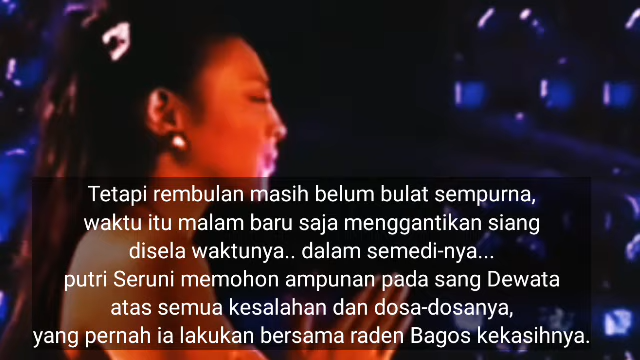 Tetapi rembulan masih belum bulat sempurna,
waktu itu malam baru saja menggantikan siang
disela waktunya.. dalam semedi-nya...
putri Seruni memohon ampunan pada sang Dewata
atas semua kesalahan dan dosa-dosanya,
yang pernah ia lakukan bersama raden Bagos kekasihnya.